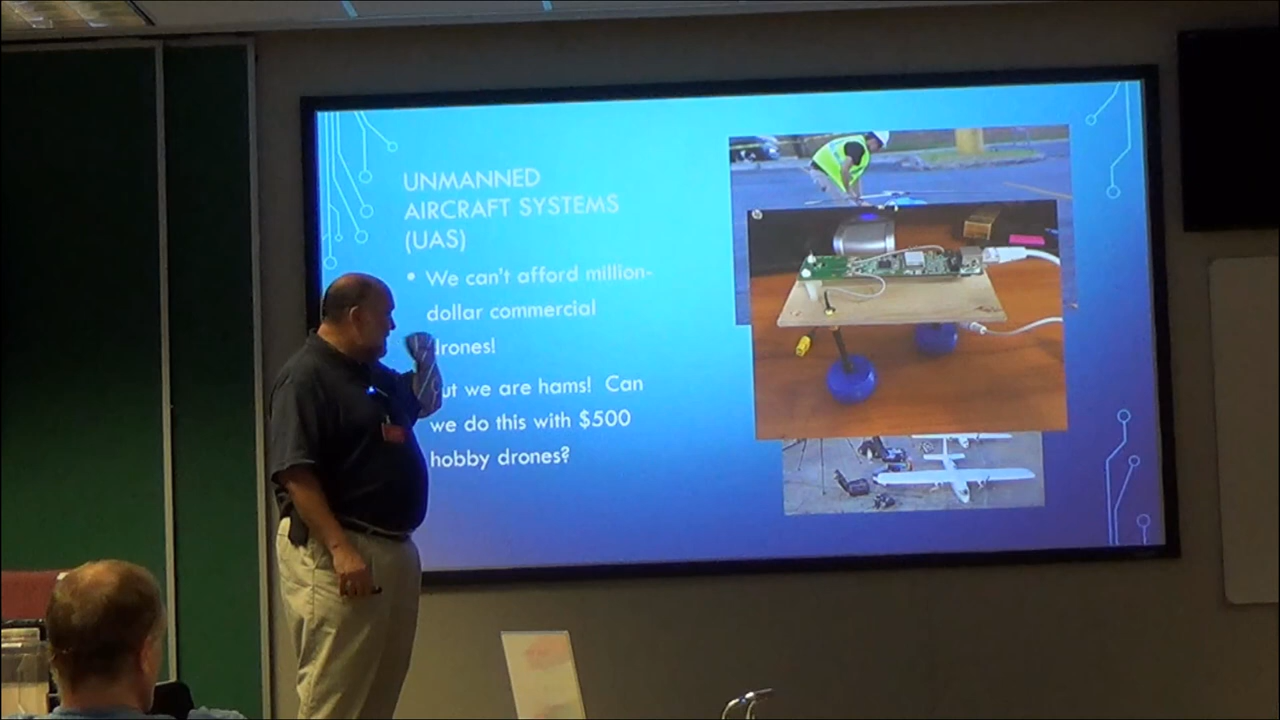 UNMANNED
AIRCRAFT SYSTEMS
(UAS)
• We can't afford million-
dollar commercial
drones!
ut we are hams! Can
we do this with $500
hobby drones?